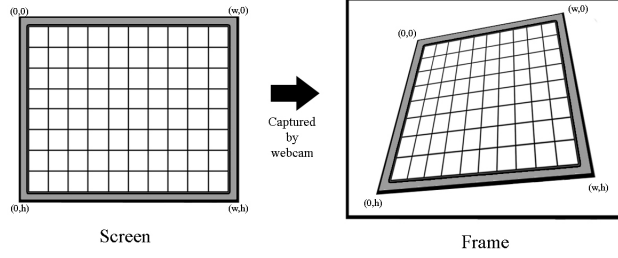 (0,0)
(w,0)
(0,h)
(w,h)
Screen
Captured
by
webcam
(0,0)
(w,0)
(0,h)
(w,h)
Frame